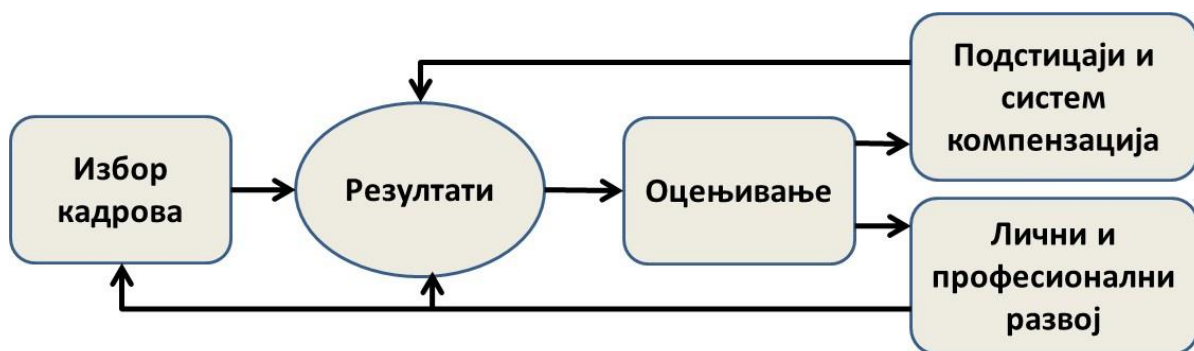 Избор
кадрова
Резултати
Оцењивање
Подстицаји и
систем
компензација
Лични и
професионални
развој